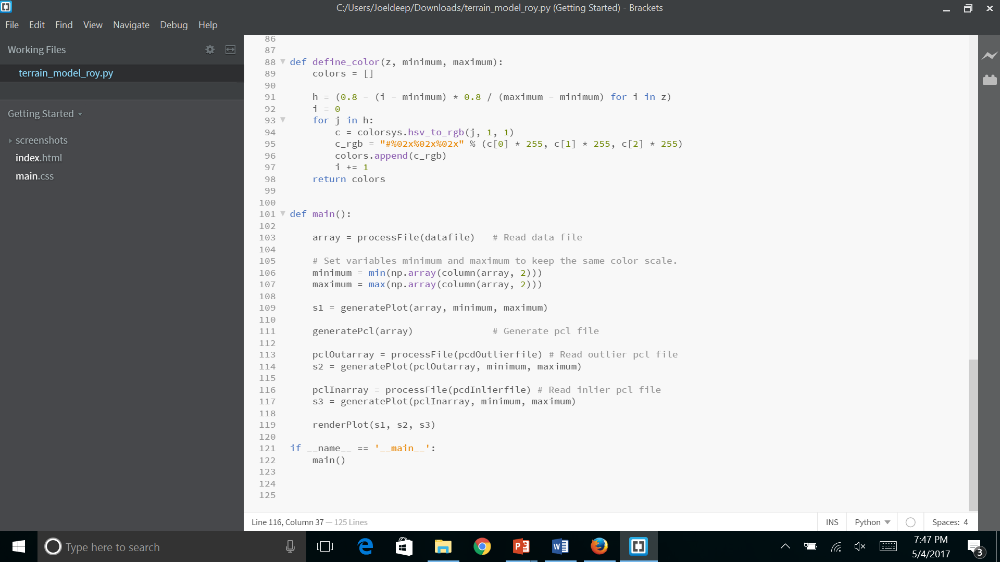 C:/Users/Joeldeep/Downloads/terrain_model_roy.py (Getting Started) - Brackets
File Edit Find View Navigate Debug Help
Working Files
terrain_model_roy.py
Getting Started
screenshots
index.html
main.css
86
87
88 def define_color(z, minimum, maximum):
89     colors = []
90
91     h = (0.8 - (i - minimum) * 0.8 / (maximum - minimum) for i in z)
92     i = 0
93     for j in h:
94         c = colorsys.hsv_to_rgb(j, 1, 1)
95         c_rgb = "#%02x%02x%02x" % (c[0] * 255, c[1] * 255, c[2] * 255)
96         colors.append(c_rgb)
97         i += 1
98     return colors
99
100
101 def main():
102
103     array = processFile(datafile)   # Read data file
104
105     # Set variables minimum and maximum to keep the same color scale.
106     minimum = min(np.array(column(array, 2)))
107     maximum = max(np.array(column(array, 2)))
108
109     s1 = generatePlot(array, minimum, maximum)
110
111     generatePcl(array)              # Generate pcl file
112
113     pclOutarray = processFile(pcdOutlierfile) # Read outlier pcl file
114     s2 = generatePlot(pclOutarray, minimum, maximum)
115
116     pclInarray = processFile(pcdInlierfile) # Read inlier pcl file
117     s3 = generatePlot(pclInarray, minimum, maximum)
118
119     renderPlot(s1, s2, s3)
120
121 if __name__ == '__main__':
122     main()
123
124
125
Line 116, Column 37 — 125 Lines
INS Python Spaces: 4
Type here to search
7:47 PM
5/4/2017
3